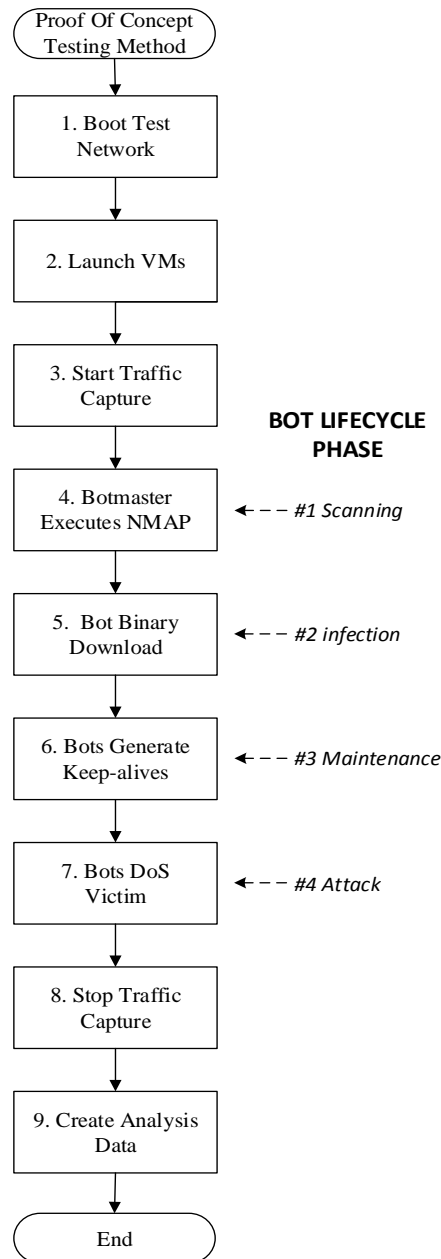 Proof Of Concept
Testing Method
1. Boot Test
Network
2. Launch VMs
3. Start Traffic
Capture
BOT LIFECYCLE
PHASE
4. Botmaster
Executes NMAP
#1 Scanning
5. Bot Binary
Download
#2 infection
6. Bots Generate
Keep-alives
#3 Maintenance
7. Bots DoS
Victim
#4 Attack
8. Stop Traffic
Capture
9. Create Analysis
Data
End